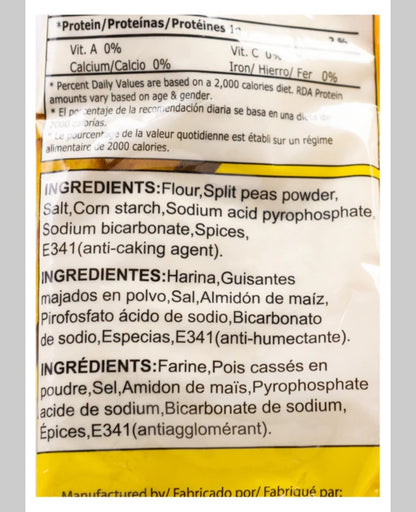 *Protein/Proteínas/Protéines 1g
Vit. A 0% Vit. C 0%
Calcium/Calcio 0% Iron/ Hierro/ Fer 0%
* Percent Daily Values are based on a 2,000 calories diet. RDA Protein
amounts vary based on age & gender.
* El porcentaje de la recomendación diaria se basa en una dieta de
2000 calorías.
* Le pourcentage de la valeur quotidienne est établi sur un régime
alimentaire de 2000 calories.
INGREDIENTS:Flour,Split peas powder,
Salt,Corn starch,Sodium acid pyrophosphate,
Sodium bicarbonate,Spices,
E341(anti-caking agent).
INGREDIENTES:Harina,Guisantes
majados en polvo,Sal,Almidón de maíz,
Pirofosfato ácido de sodio,Bicarbonato
de sodio,Especias,E341(anti-humectante).
INGRÉDIENTS:Farine,Pois cassés en
poudre,Sel,Amidon de maïs,Pyrophosphate
acide de sodium,Bicarbonate de sodium,
Épices,E341(antiagglomérant).
Manufactured by/ Fabricado por/ Fabriqué par: